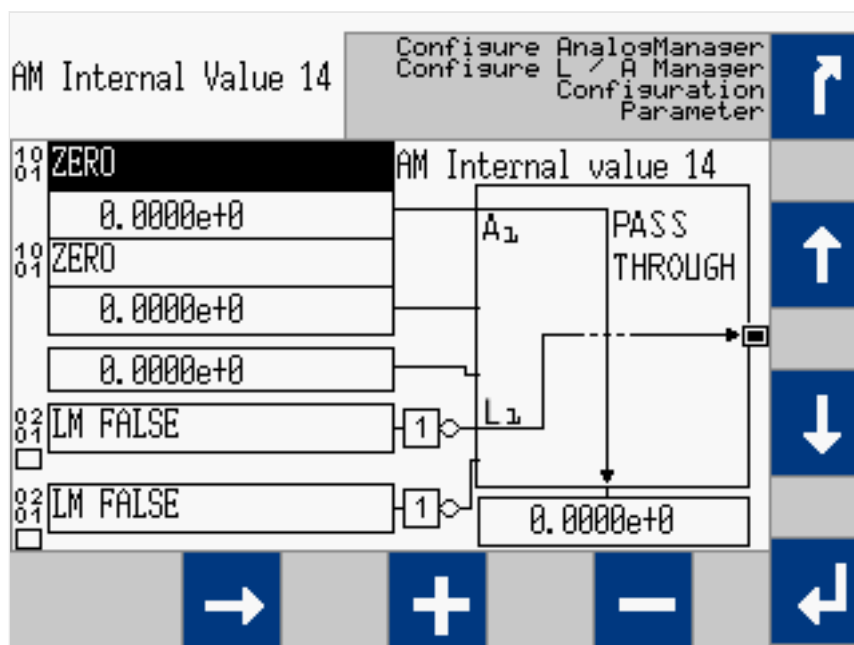 AM Internal Value 14
Configure AnalogManager
Configure L / A Manager
Configuration
Parameter
10
01
ZERO
AM Internal value 14
0.0000e+0
A1
PASS
THROUGH
10
01
ZERO
0.0000e+0
0.0000e+0
02
01
LM FALSE
1
L1
02
01
LM FALSE
1
0.0000e+0